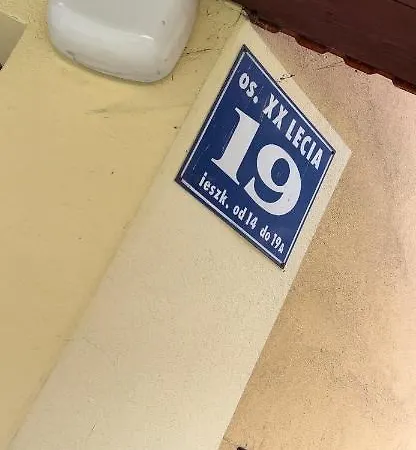 os. XX LECIA
19
ieszk. od 14 do 19A